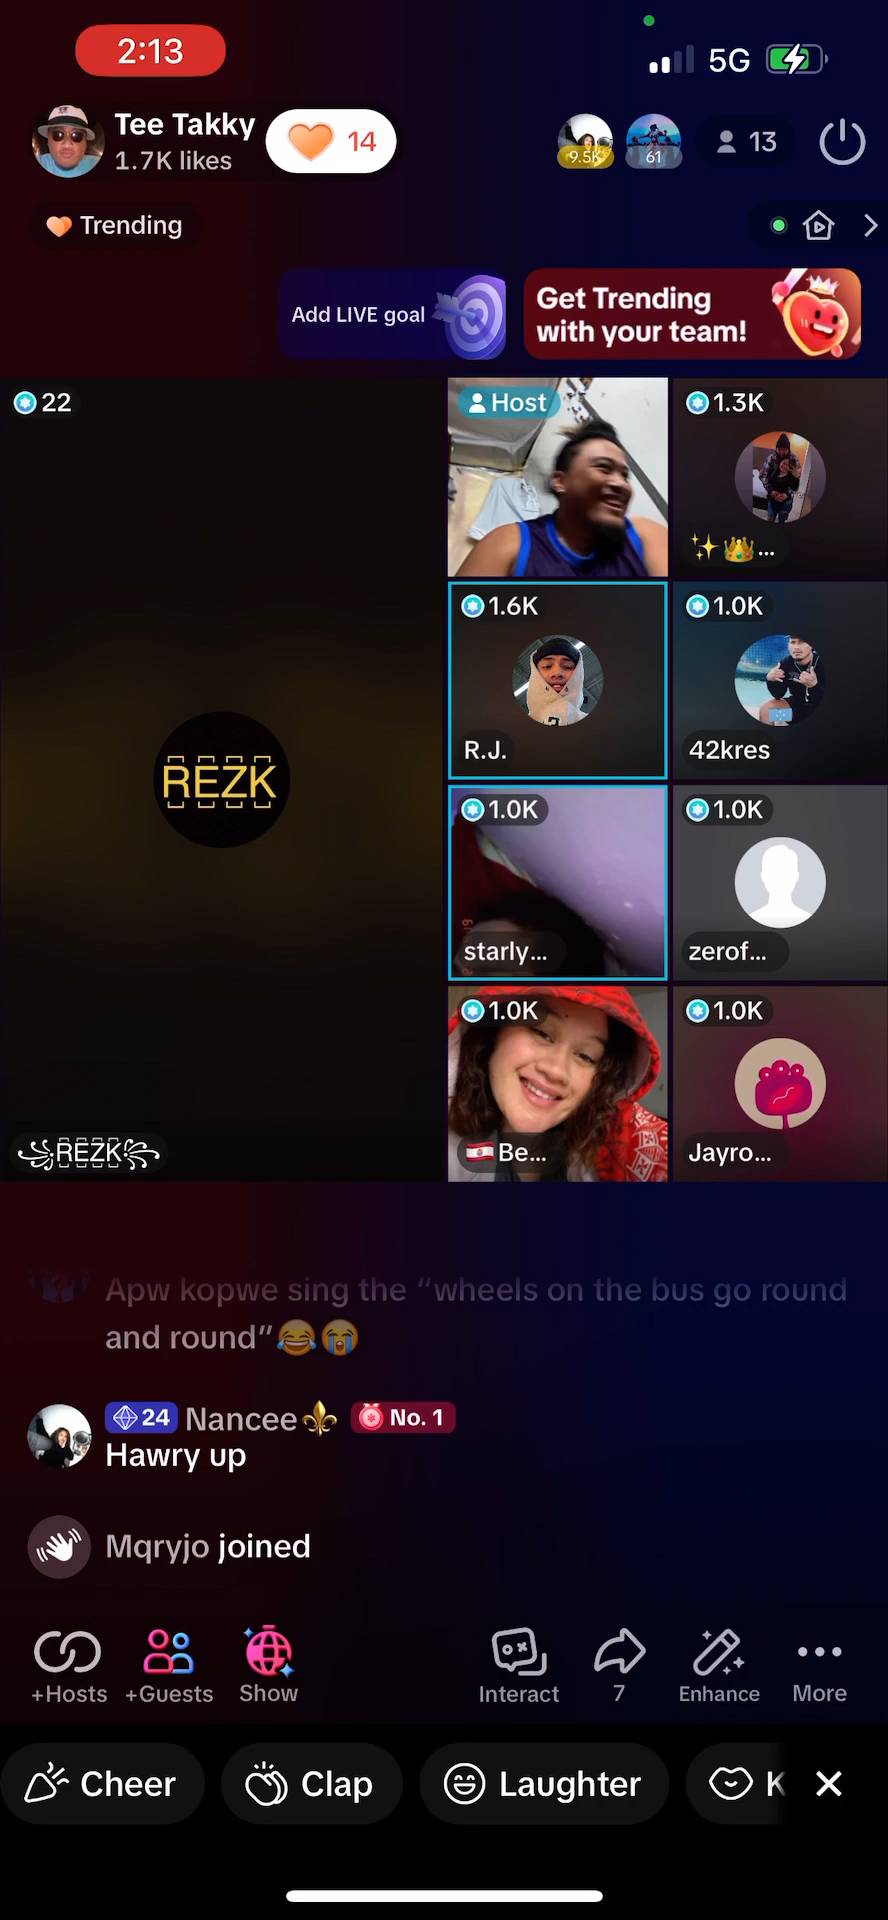 2:13
5G
Tee Takky
1.7K likes
14
9.5K
61
13
Trending
Add LIVE goal
Get Trending
with your team!
22
Host
1.3K
✨👑...
1.6K
R.J.
1.0K
42kres
1.0K
starly...
1.0K
zerof...
REZK
꧁REZK꧂
1.0K
🇵🇫Be...
1.0K
Jayro...
Apw kopwe sing the “wheels on the bus go round
and round”😂😭
24 Nancee⚜️ No. 1
Hawry up
Mqryjo joined
+Hosts
+Guests
Show
Interact
7
Enhance
More
Cheer
Clap
Laughter
K